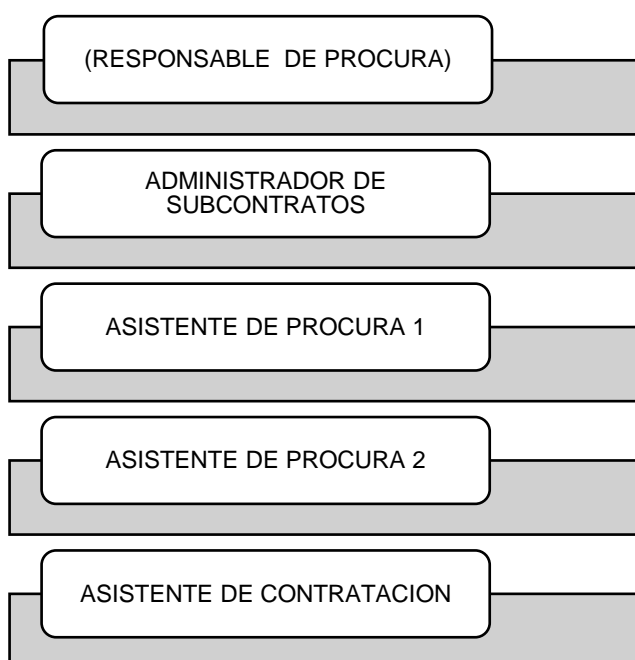 (RESPONSABLE DE PROCURA)
ADMINISTRADOR DE
SUBCONTRATOS
ASISTENTE DE PROCURA 1
ASISTENTE DE PROCURA 2
ASISTENTE DE CONTRATACION